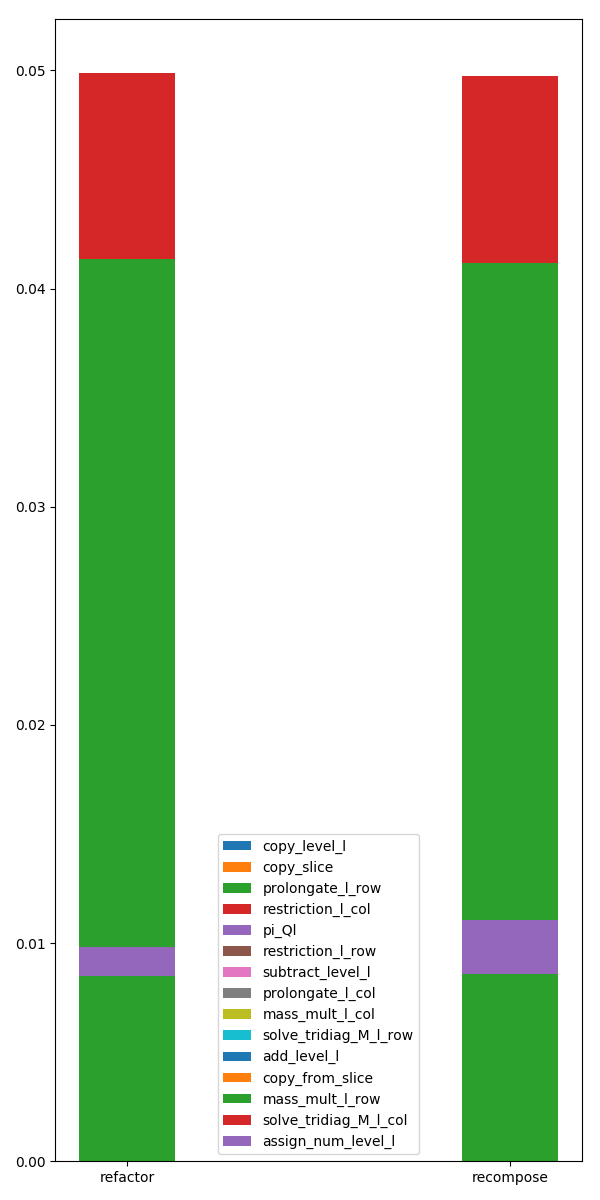 0.05
0.04
0.03
0.02
0.01
0.00
copy_level_l
copy_slice
prolongate_l_row
restriction_l_col
pi_Ql
restriction_l_row
subtract_level_l
prolongate_l_col
mass_mult_l_col
solve_tridiag_M_l_row
add_level_l
copy_from_slice
mass_mult_l_row
solve_tridiag_M_l_col
assign_num_level_l
refactor recompose